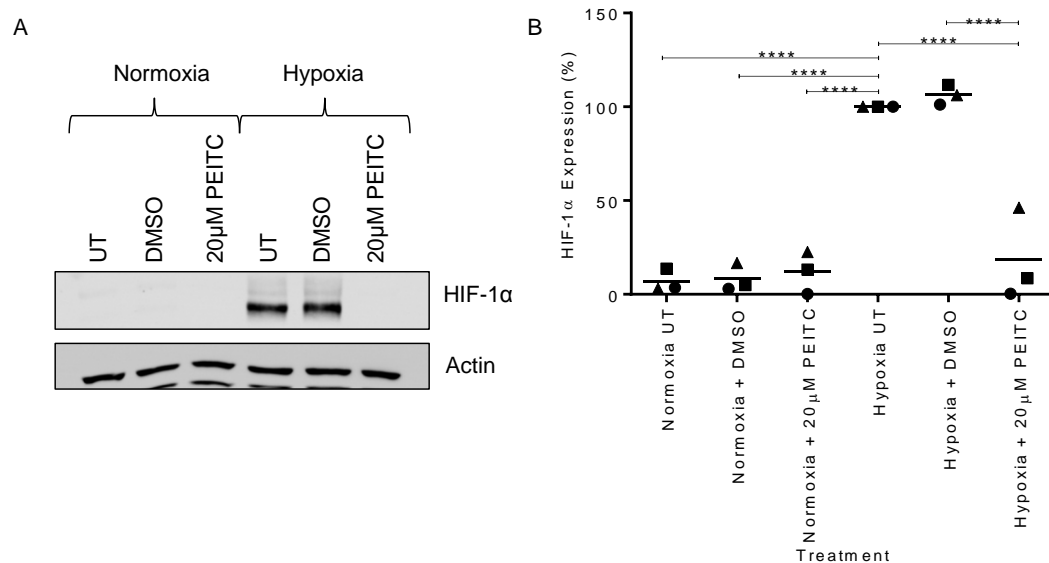 A
Normoxia Hypoxia
UT
DMSO
20µM PEITC
UT
DMSO
20µM PEITC
HIF-1α
Actin
B
HIF-1α Expression (%)
150
100
50
0
****
****
****
****
****
Normoxia UT
Normoxia + DMSO
Normoxia + 20µM PEITC
Hypoxia UT
Hypoxia + DMSO
Hypoxia + 20µM PEITC
Treatment